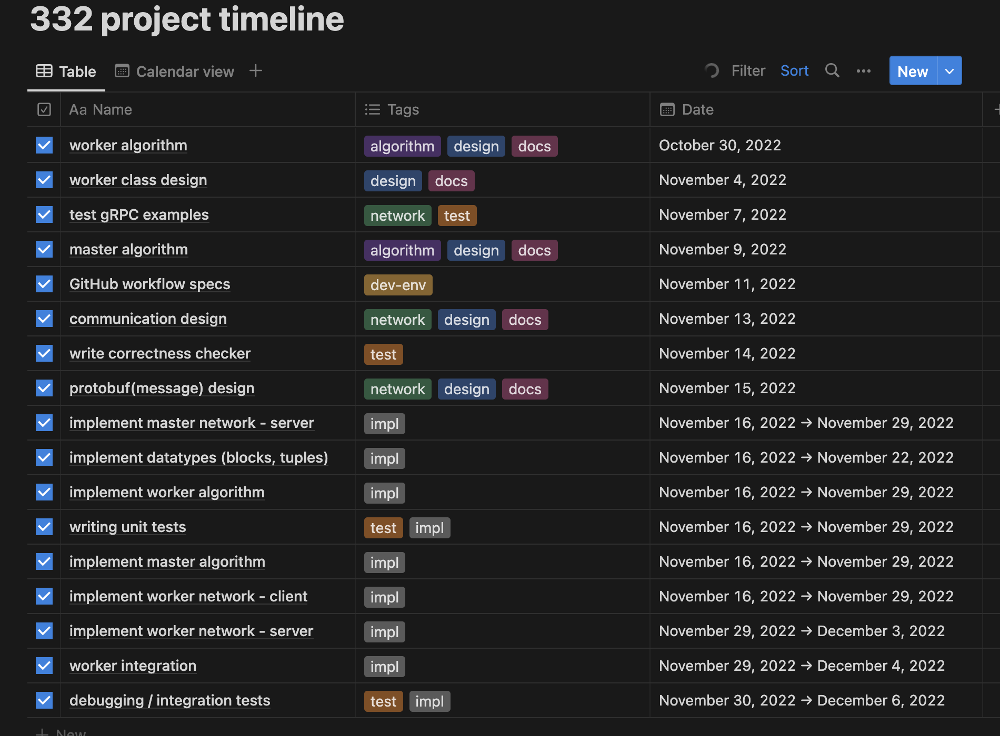 332 project timeline
Table Calendar view Filter Sort New
Aa Name Tags Date
worker algorithm algorithm design docs October 30, 2022
worker class design design docs November 4, 2022
test gRPC examples network test November 7, 2022
master algorithm algorithm design docs November 9, 2022
GitHub workflow specs dev-env November 11, 2022
communication design network design docs November 13, 2022
write correctness checker test November 14, 2022
protobuf(message) design network design docs November 15, 2022
implement master network - server impl November 16, 2022 → November 29, 2022
implement datatypes (blocks, tuples) impl November 16, 2022 → November 22, 2022
implement worker algorithm impl November 16, 2022 → November 29, 2022
writing unit tests test impl November 16, 2022 → November 29, 2022
implement master algorithm impl November 16, 2022 → November 29, 2022
implement worker network - client impl November 16, 2022 → November 29, 2022
implement worker network - server impl November 29, 2022 → December 3, 2022
worker integration impl November 29, 2022 → December 4, 2022
debugging / integration tests test impl November 30, 2022 → December 6, 2022
+ New